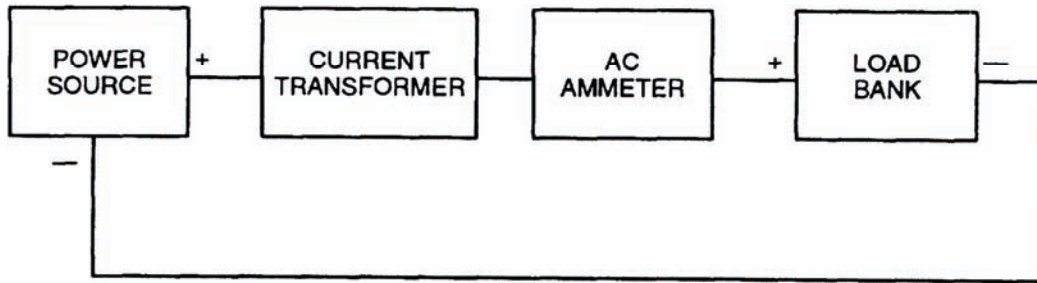 POWER
SOURCE
+
CURRENT
TRANSFORMER
AC
AMMETER
+
LOAD
BANK
—
—